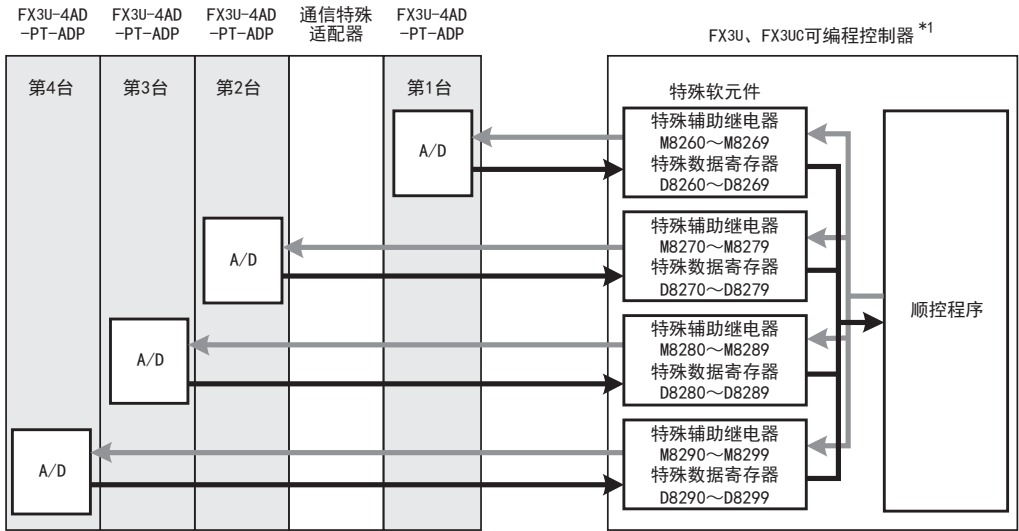 FX3U-4AD
-PT-ADP
FX3U-4AD
-PT-ADP
FX3U-4AD
-PT-ADP
通信特殊
适配器
FX3U-4AD
-PT-ADP
FX3U、FX3UC可编程控制器*1
第4台
第3台
第2台
第1台
特殊软元件
A/D
特殊辅助继电器
M8260～M8269
特殊数据寄存器
D8260～D8269
A/D
特殊辅助继电器
M8270～M8279
特殊数据寄存器
D8270～D8279
顺控程序
A/D
特殊辅助继电器
M8280～M8289
特殊数据寄存器
D8280～D8289
A/D
特殊辅助继电器
M8290～M8299
特殊数据寄存器
D8290～D8299